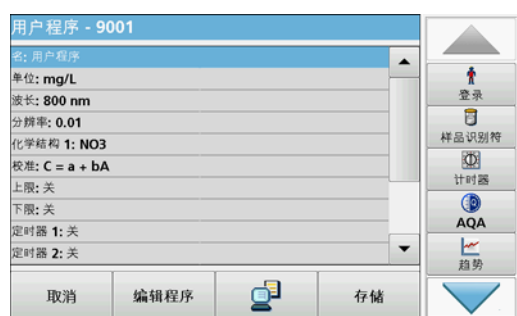 用户程序 - 9001
名: 用户程序
单位: mg/L
波长: 800 nm
分辨率: 0.01
化学结构 1: NO3
校准: C = a + bA
上限: 关
下限: 关
定时器 1: 关
定时器 2: 关
取消
编辑程序
存储
登录
样品识别符
计时器
AQA
趋势